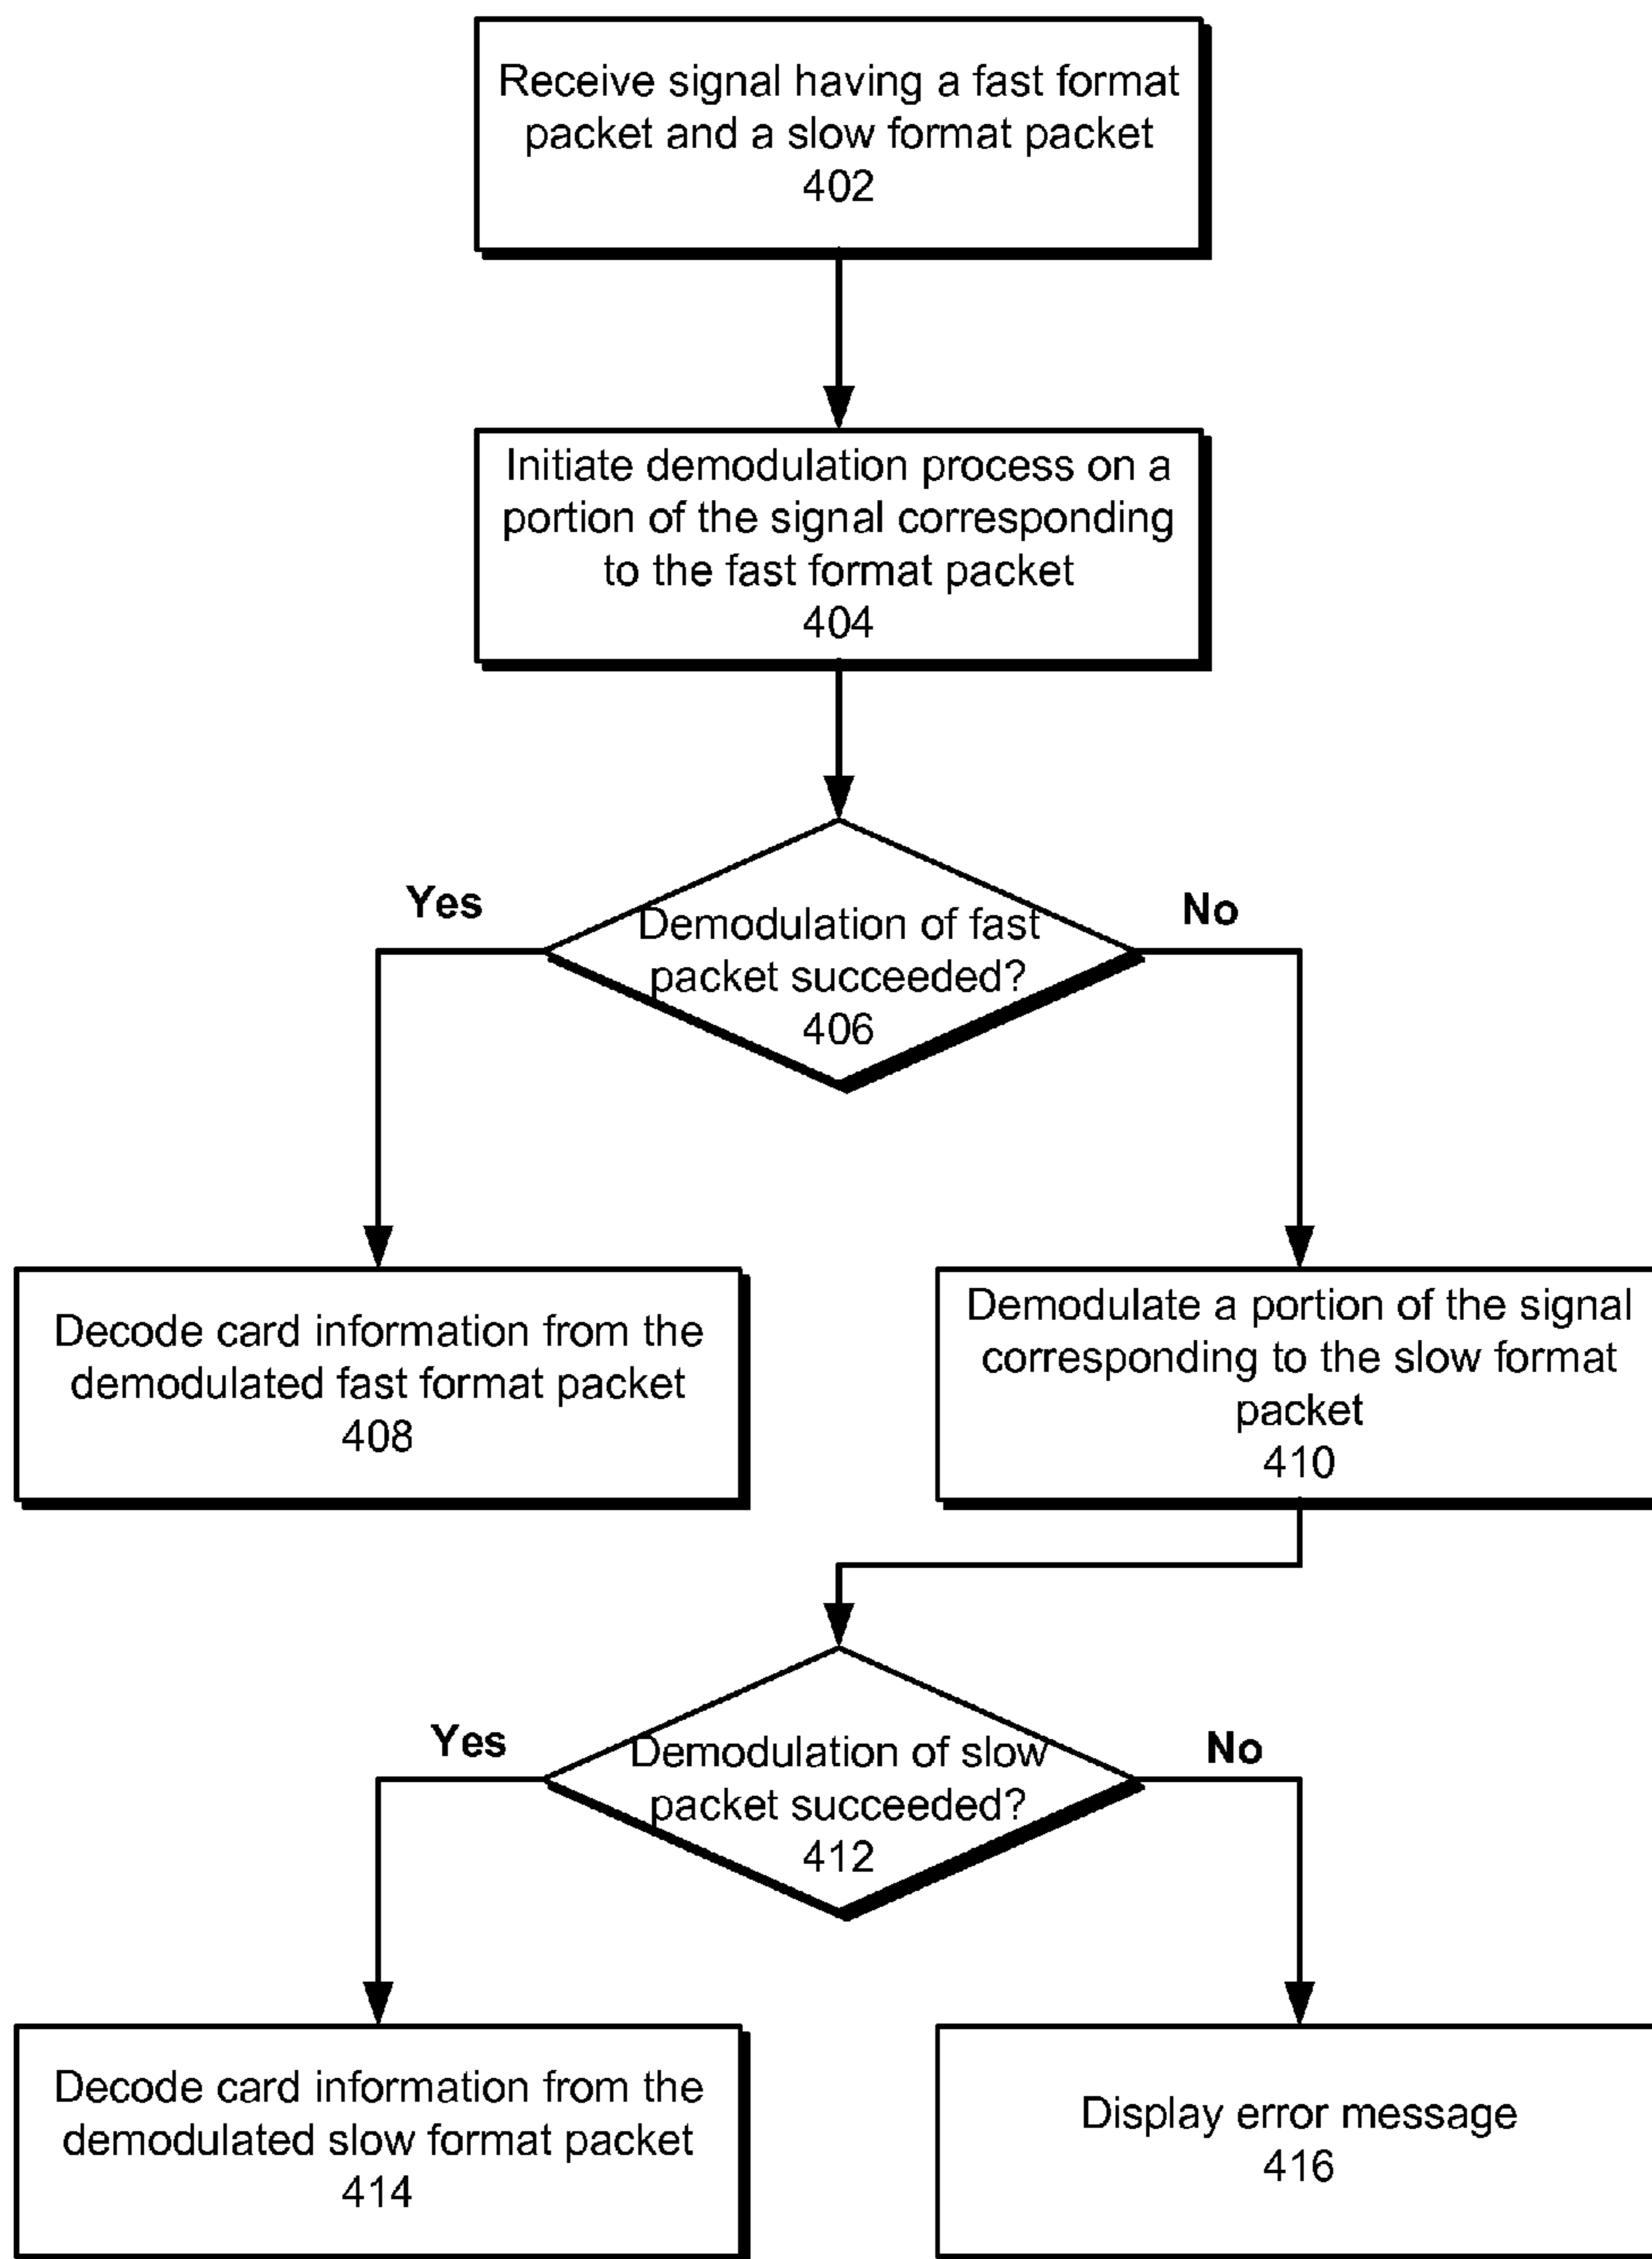 Receive signal having a fast format
packet and a slow format packet
402
Initiate demodulation process on a
portion of the signal corresponding
to the fast format packet
404
Yes
No
Demodulation of fast
packet succeeded?
406
Decode card information from the
demodulated fast format packet
408
Demodulate a portion of the signal
corresponding to the slow format
packet
410
Yes
No
Demodulation of slow
packet succeeded?
412
Decode card information from the
demodulated slow format packet
414
Display error message
416